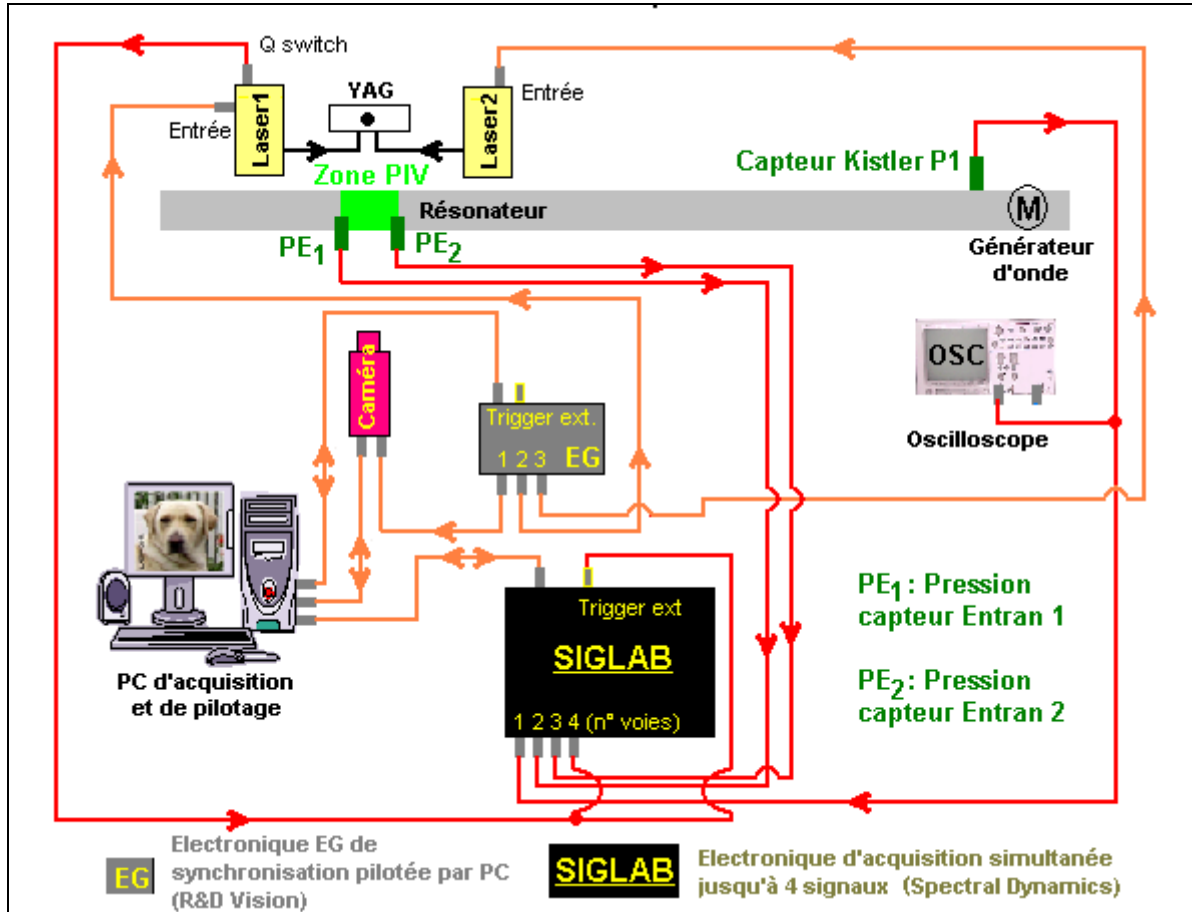 Q switch
YAG
Entrée
Laser1
Laser2
Entrée
Capteur Kistler P1
Zone PIV
Résonateur
M
PE1
PE2
Générateur
d'onde
Caméra
OSC
Trigger ext.
1 2 3 EG
Oscilloscope
Trigger ext
SIGLAB
1 2 3 4 (n° voies)
PE1 : Pression
capteur Entran 1
PE2 : Pression
capteur Entran 2
PC d'acquisition
et de pilotage
EG
Electronique EG de
synchronisation pilotée par PC
(R&D Vision)
SIGLAB
Electronique d'acquisition simultanée
jusqu'à 4 signaux (Spectral Dynamics)